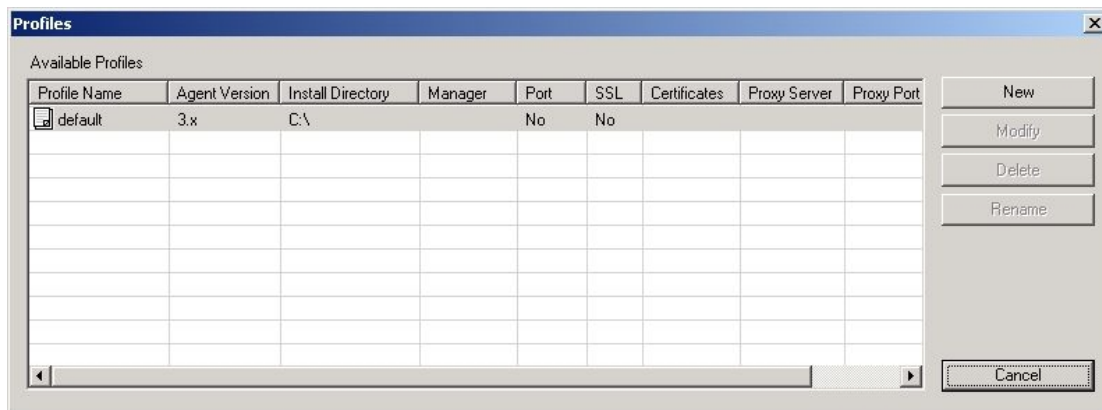 Profiles
Available Profiles
Profile Name Agent Version Install Directory Manager Port SSL Certificates Proxy Server Proxy Port
default 3.x C:\ No No
New
Modify
Delete
Rename
Cancel